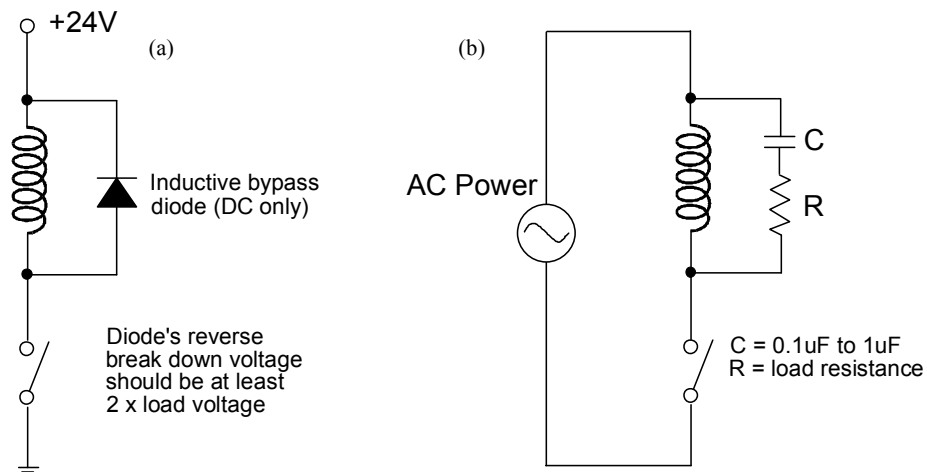 +24V
(a)
Inductive bypass
diode (DC only)
Diode's reverse
break down voltage
should be at least
2 x load voltage
(b)
AC Power
C
R
C = 0.1uF to 1uF
R = load resistance